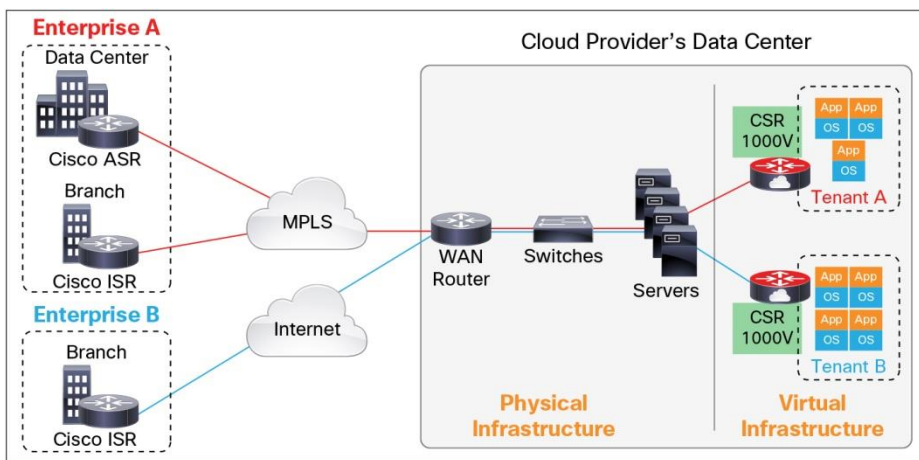 Enterprise A
Data Center
Cisco ASR
Branch
Cisco ISR
Enterprise B
Branch
Cisco ISR
MPLS
Internet
Cloud Provider's Data Center
WAN
Router
Switches
Servers
Physical
Infrastructure
CSR
1000V
App App
OS OS
App
OS
Tenant A
CSR
1000V
App App
OS OS
App App
OS OS
Tenant B
Virtual
Infrastructure